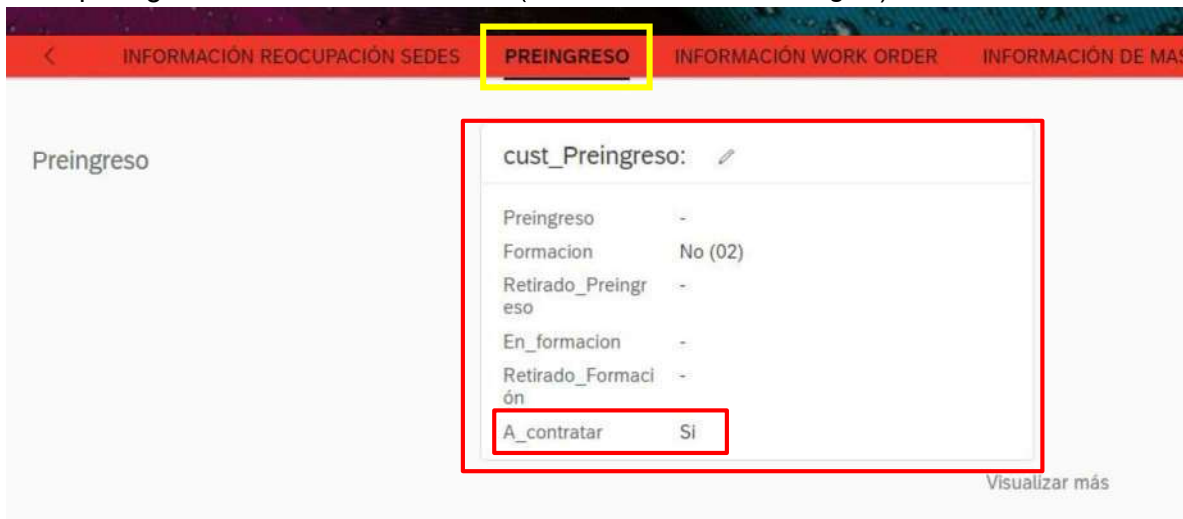 < INFORMACIÓN REOCUPACIÓN SEDES PREINGRESO INFORMACIÓN WORK ORDER INFORMACIÓN DE MAS
Preingreso
cust_Preingreso:
Preingreso -
Formacion No (02)
Retirado_Preingr -
eso
En_formacion -
Retirado_Formaci -
ón
A_contratar Si
Visualizar más